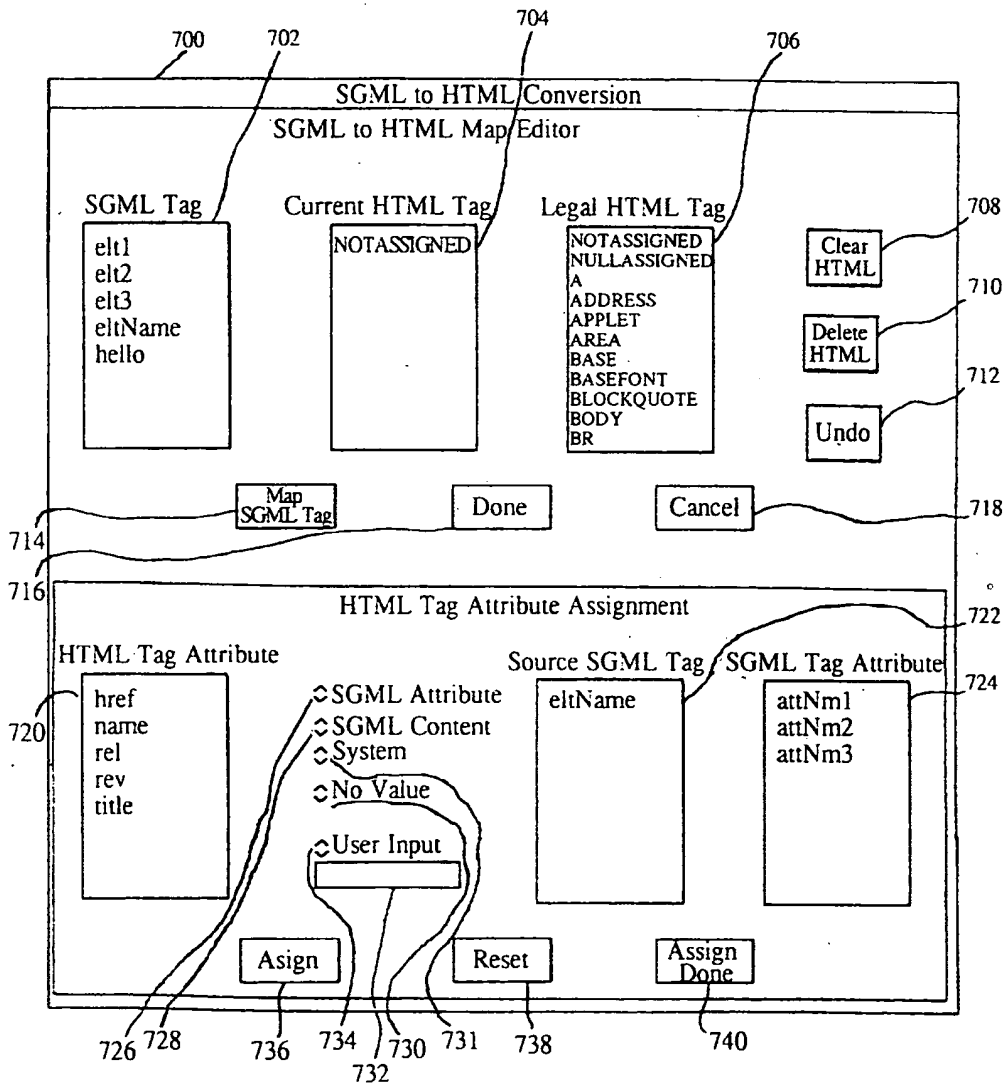 704
700
702
706
SGML to HTML Conversion
SGML to HTML Map Editor
SGML Tag
Current HTML Tag
Legal HTML Tag
elt1
elt2
elt3
eltName
hello
NOTASSIGNED
NOTASSIGNED
NULLASSIGNED
A
ADDRESS
APPLET
AREA
BASE
BASEFONT
BLOCKQUOTE
BODY
BR
Clear
HTML
708
Delete
HTML
710
Undo
712
Map
SGML Tag
Done
Cancel
714
716
718
HTML Tag Attribute Assignment
722
HTML Tag Attribute
Source SGML Tag
SGML Tag Attribute
720
href
name
rel
rev
title
SGML Attribute
SGML Content
System
No Value
User Input
eltName
attNm1
attNm2
attNm3
724
Asign
Reset
Assign
Done
726
728
736
734
732
730
731
738
740